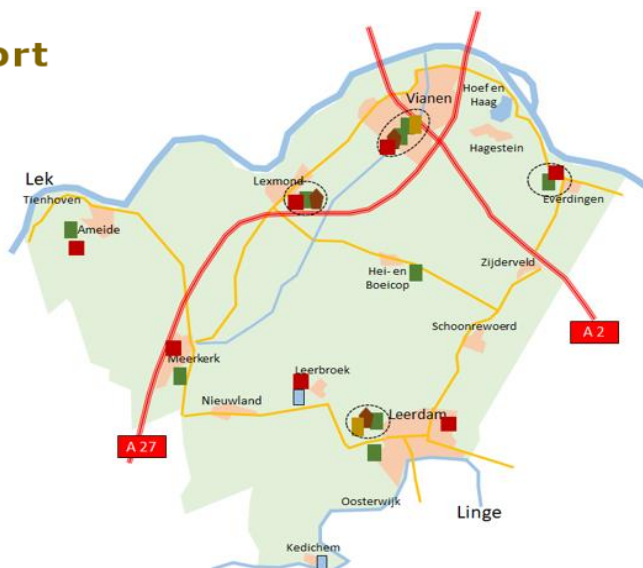 ort
Vianen
Hoef en
Haag
Hagestein
Lexmond
Lek
Tienhoven
Ameide
Everdingen
Hei- en
Boeicop
Zijderveld
A 2
Schoonrewoerd
Meerkerk
Leerbroek
Nieuwland
Leerdam
A 27
Oosterwijk
Linge
Kedichem